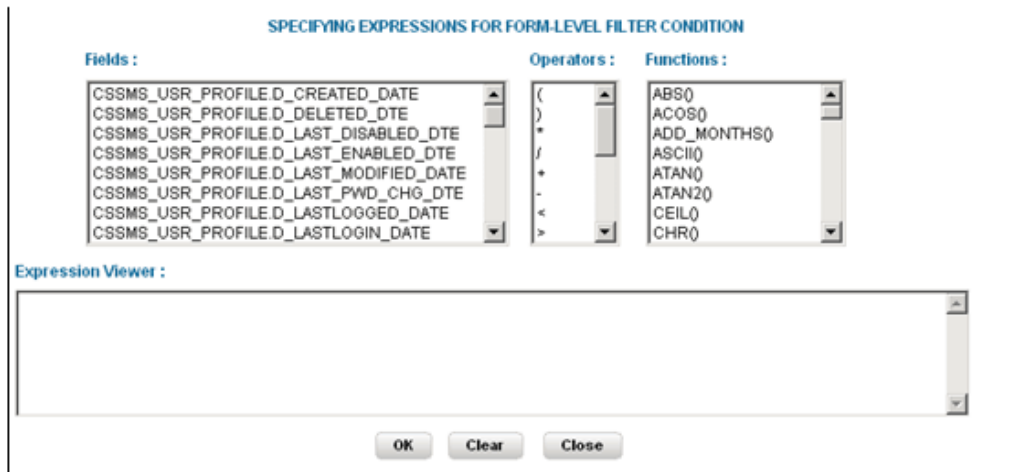 SPECIFYING EXPRESSIONS FOR FORM-LEVEL FILTER CONDITION
Fields : Operators : Functions :
CSSMS_USR_PROFILE.D_CREATED_DATE ( ABS()
CSSMS_USR_PROFILE.D_DELETED_DTE ) ACOS()
CSSMS_USR_PROFILE.D_LAST_DISABLED_DTE * ADD_MONTHS()
CSSMS_USR_PROFILE.D_LAST_ENABLED_DTE / ASCII()
CSSMS_USR_PROFILE.D_LAST_MODIFIED_DATE + ATAN()
CSSMS_USR_PROFILE.D_LAST_PWD_CHG_DTE - ATAN2()
CSSMS_USR_PROFILE.D_LASTLOGGED_DATE < CEIL()
CSSMS_USR_PROFILE.D_LASTLOGIN_DATE > CHR()
Expression Viewer :
OK Clear Close